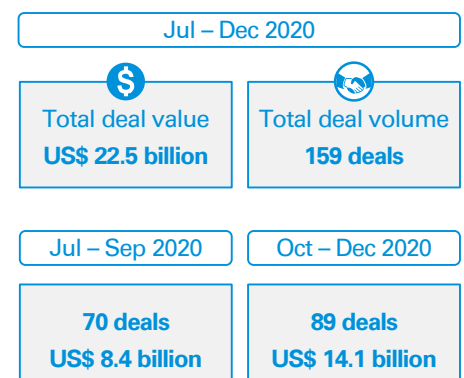 Jul – Dec 2020
$
Total deal value
US$ 22.5 billion
Total deal volume
159 deals
Jul – Sep 2020
Oct – Dec 2020
70 deals
US$ 8.4 billion
89 deals
US$ 14.1 billion